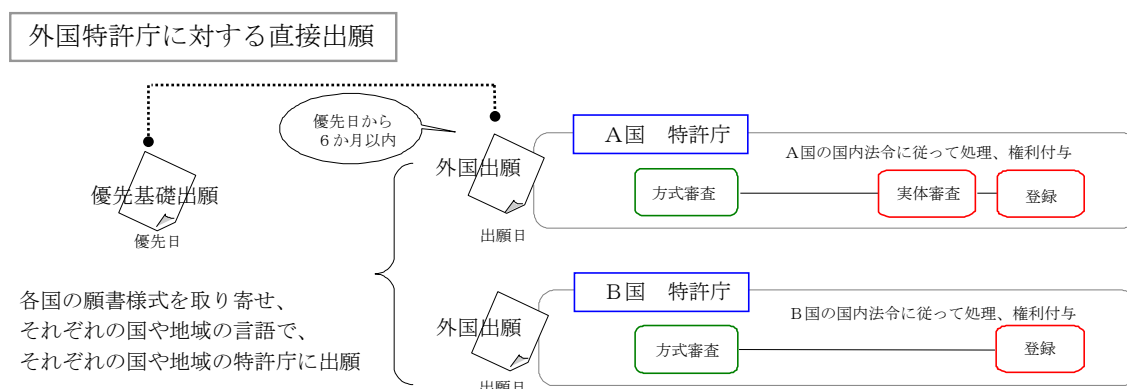 外国特許庁に対する直接出願
優先日から
６か月以内
優先基礎出願
優先日
外国出願
出願日
Ａ国　特許庁
Ａ国の国内法令に従って処理、権利付与
方式審査
実体審査
登録
各国の願書様式を取り寄せ、
それぞれの国や地域の言語で、
それぞれの国や地域の特許庁に出願
外国出願
出願日
Ｂ国　特許庁
Ｂ国の国内法令に従って処理、権利付与
方式審査
登録